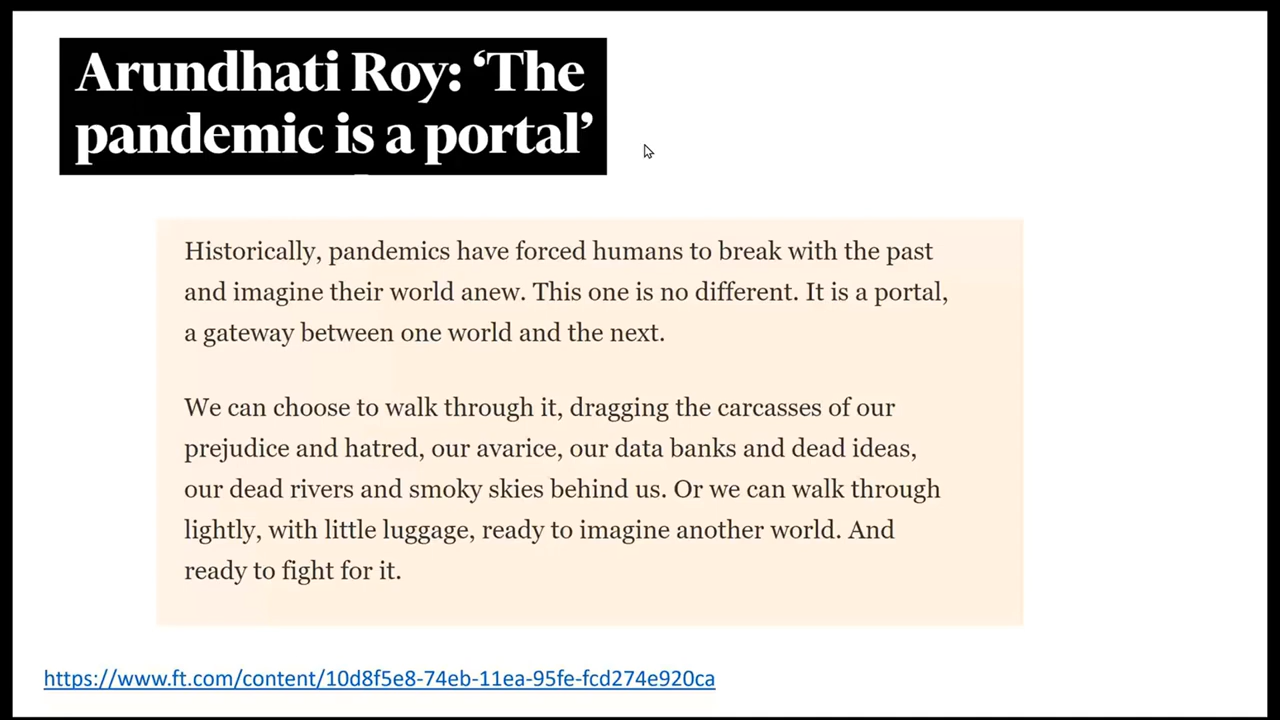 Arundhati Roy: ‘The
pandemic is a portal’
Historically, pandemics have forced humans to break with the past
and imagine their world anew. This one is no different. It is a portal,
a gateway between one world and the next.
We can choose to walk through it, dragging the carcasses of our
prejudice and hatred, our avarice, our data banks and dead ideas,
our dead rivers and smoky skies behind us. Or we can walk through
lightly, with little luggage, ready to imagine another world. And
ready to fight for it.
https://www.ft.com/content/10d8f5e8-74eb-11ea-95fe-fcd274e920ca